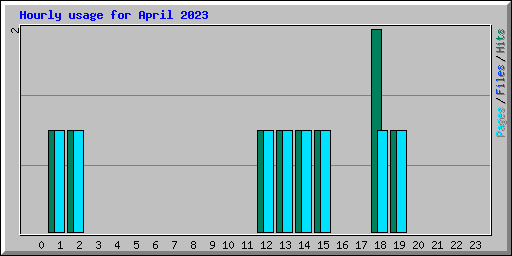 Hourly usage for April 2023
2
Pages/Files/Hits
0 1 2 3 4 5 6 7 8 9 10 11 12 13 14 15 16 17 18 19 20 21 22 23